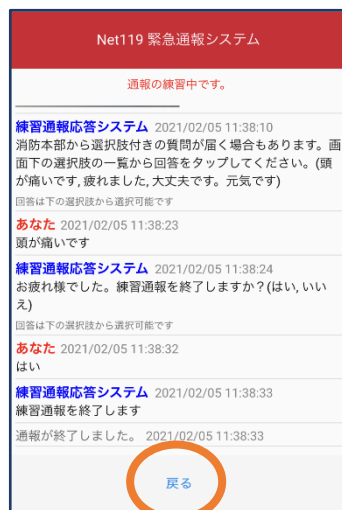 Net119 緊急通報システム
通報の練習中です。
練習通報応答システム 2021/02/05 11:38:10
消防本部から選択肢付きの質問が届く場合もあります。画
面下の選択肢の一覧から回答をタップしてください。(頭
が痛いです, 疲れました, 大丈夫です。元気です)
回答は下の選択肢から選択可能です
あなた 2021/02/05 11:38:23
頭が痛いです
練習通報応答システム 2021/02/05 11:38:24
お疲れ様でした。練習通報を終了しますか？(はい, いい
え)
回答は下の選択肢から選択可能です
あなた 2021/02/05 11:38:32
はい
練習通報応答システム 2021/02/05 11:38:33
練習通報を終了します
通報が終了しました。 2021/02/05 11:38:33
戻る